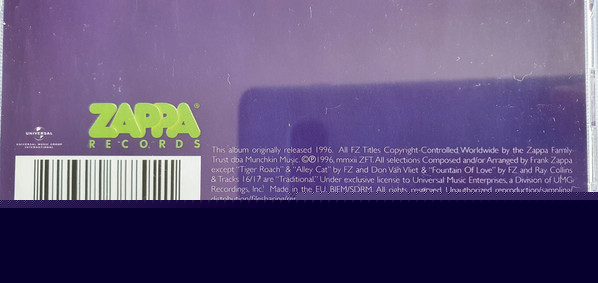 ZAPPA
RECORDS
UNIVERSAL
UNIVERSAL MUSIC GROUP
INTERNATIONAL
This album originally released 1996. All FZ Titles Copyright-Controlled Worldwide by the Zappa Family
Trust dba Munchkin Music. ©℗1996, mmxii ZFT. All selections Composed and/or Arranged by Frank Zappa
except "Tiger Roach" & "Alley Cat" by FZ and Don Van Vliet & "Fountain Of Love" by FZ and Ray Collins
& Tracks 16/17 are "Traditional." Under exclusive license to Universal Music Enterprises, a Division of UMG
Recordings, Inc. Made in the EU. BIEM/SDRM. All rights reserved. Unauthorized reproduction/sampling/
distribution/filesharing/